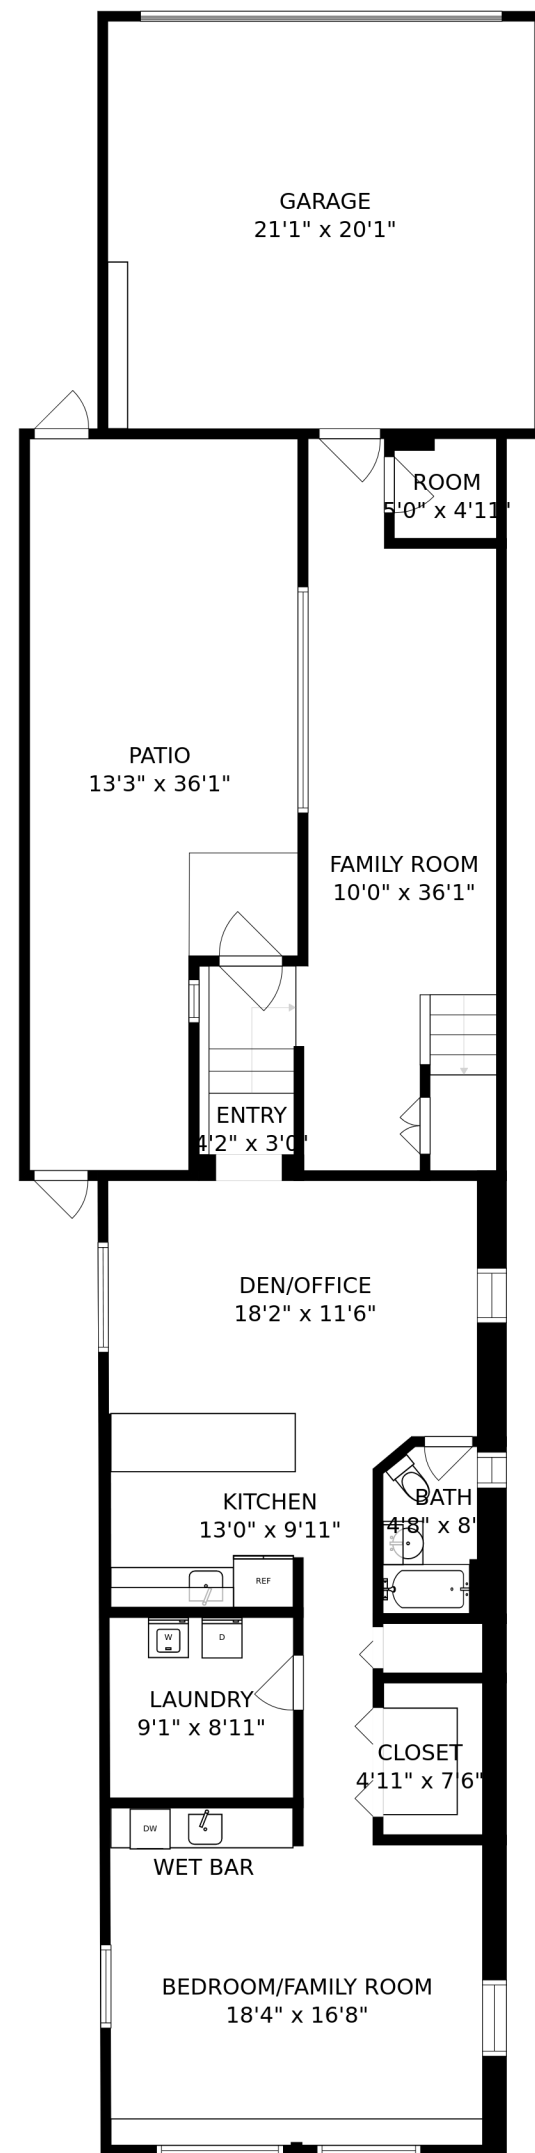 GARAGE
21'1" x 20'1"
ROOM
5'0" x 4'11"
PATIO
13'3" x 36'1"
FAMILY ROOM
10'0" x 36'1"
ENTRY
4'2" x 3'0"
DEN/OFFICE
18'2" x 11'6"
KITCHEN
13'0" x 9'11"
BATH
4'8" x 8'
REF
W
D
LAUNDRY
9'1" x 8'11"
CLOSET
4'11" x 7'6"
DW
WET BAR
BEDROOM/FAMILY ROOM
18'4" x 16'8"